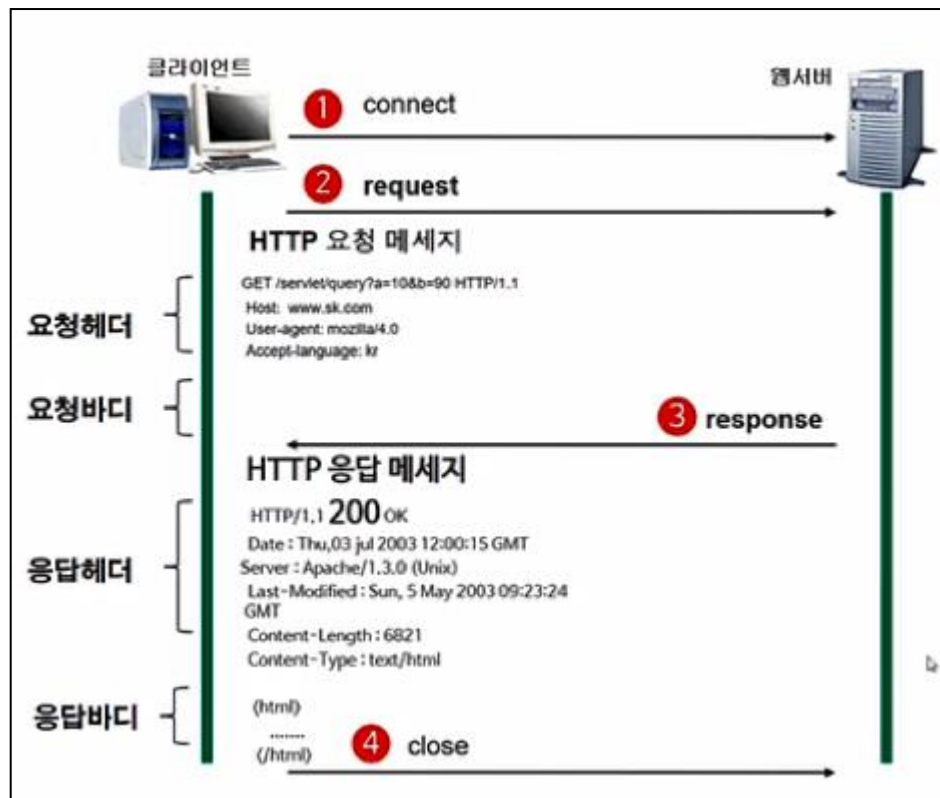 클라이언트
웹서버
1 connect
2 request
HTTP 요청 메세지
요청헤더
GET /servlet/query?a=10&b=90 HTTP/1.1
Host: www.sk.com
User-agent: mozilla/4.0
Accept-language: kr
요청바디
3 response
HTTP 응답 메세지
응답헤더
HTTP/1.1 200 OK
Date : Thu,03 jul 2003 12:00:15 GMT
Server : Apache/1.3.0 (Unix)
Last-Modified : Sun, 5 May 2003 09:23:24
GMT
Content-Length : 6821
Content-Type : text/html
응답바디
(html)
.......
(/html)
4 close